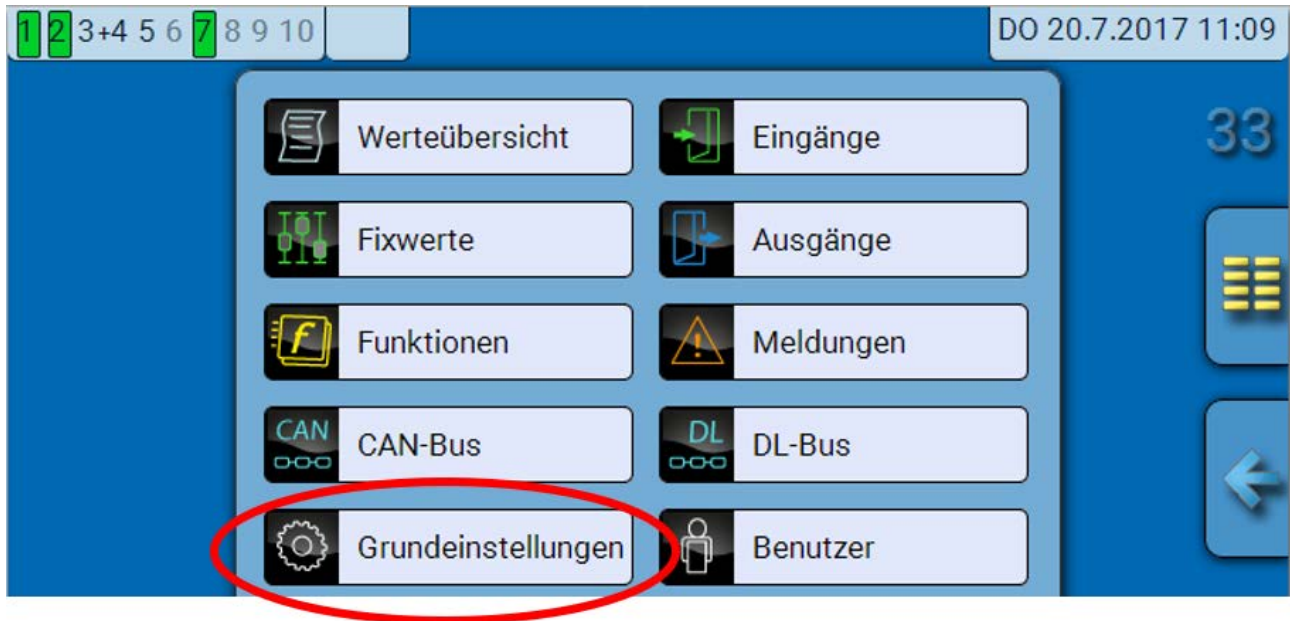 1 2 3+4 5 6 7 8 9 10
DO 20.7.2017 11:09
33
Werteübersicht
Eingänge
Fixwerte
Ausgänge
f Funktionen
Meldungen
CAN CAN-Bus
DL DL-Bus
Grundeinstellungen
Benutzer